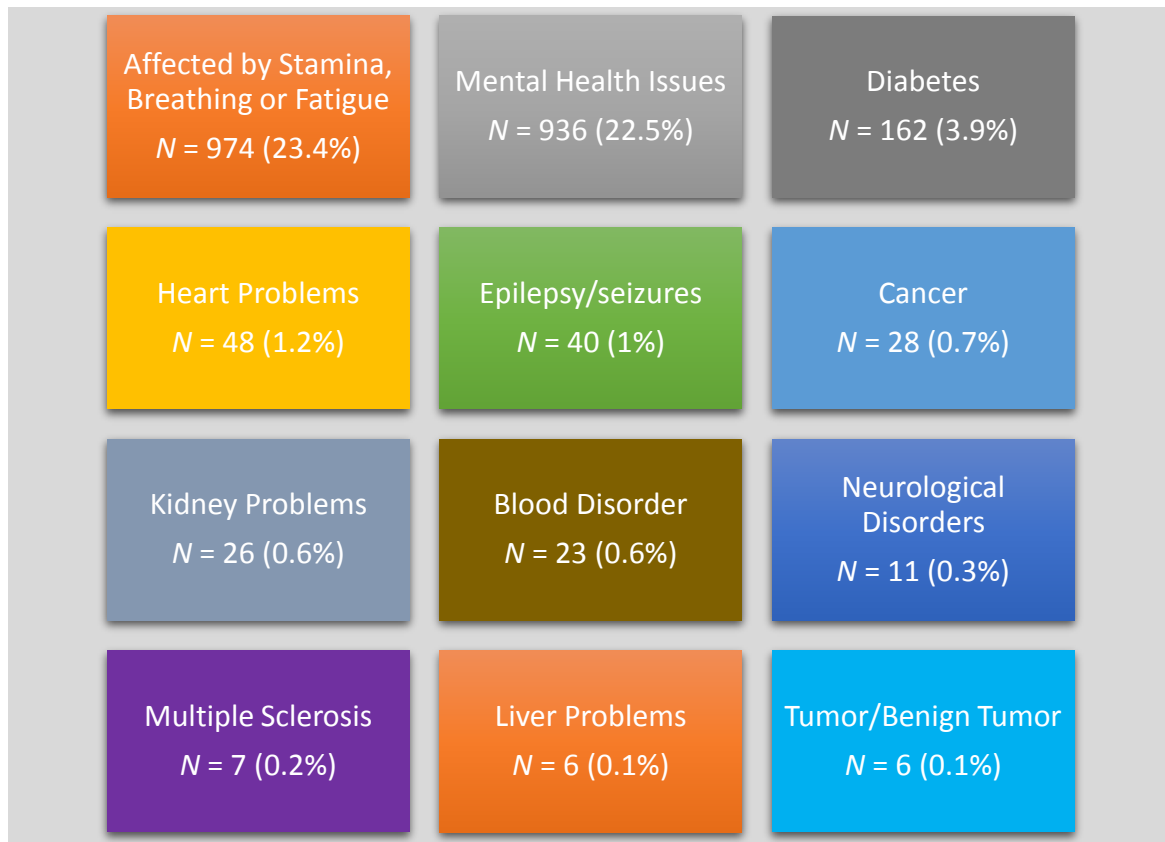 Affected by Stamina,
Breathing or Fatigue
N = 974 (23.4%)
Mental Health Issues
N = 936 (22.5%)
Diabetes
N = 162 (3.9%)
Heart Problems
N = 48 (1.2%)
Epilepsy/seizures
N = 40 (1%)
Cancer
N = 28 (0.7%)
Kidney Problems
N = 26 (0.6%)
Blood Disorder
N = 23 (0.6%)
Neurological
Disorders
N = 11 (0.3%)
Multiple Sclerosis
N = 7 (0.2%)
Liver Problems
N = 6 (0.1%)
Tumor/Benign Tumor
N = 6 (0.1%)